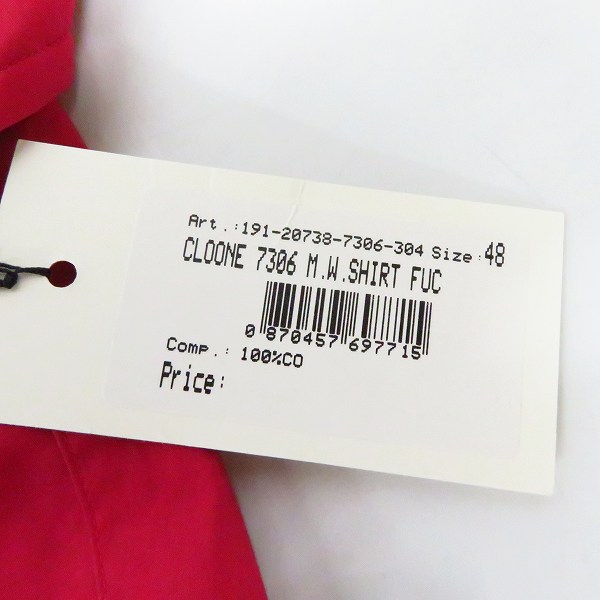 Art.:191-20738-7306-304 Size:48
CLOONE 7306 M.W.SHIRT FUC
0 870457 697715
Comp.: 100%CO
Price: